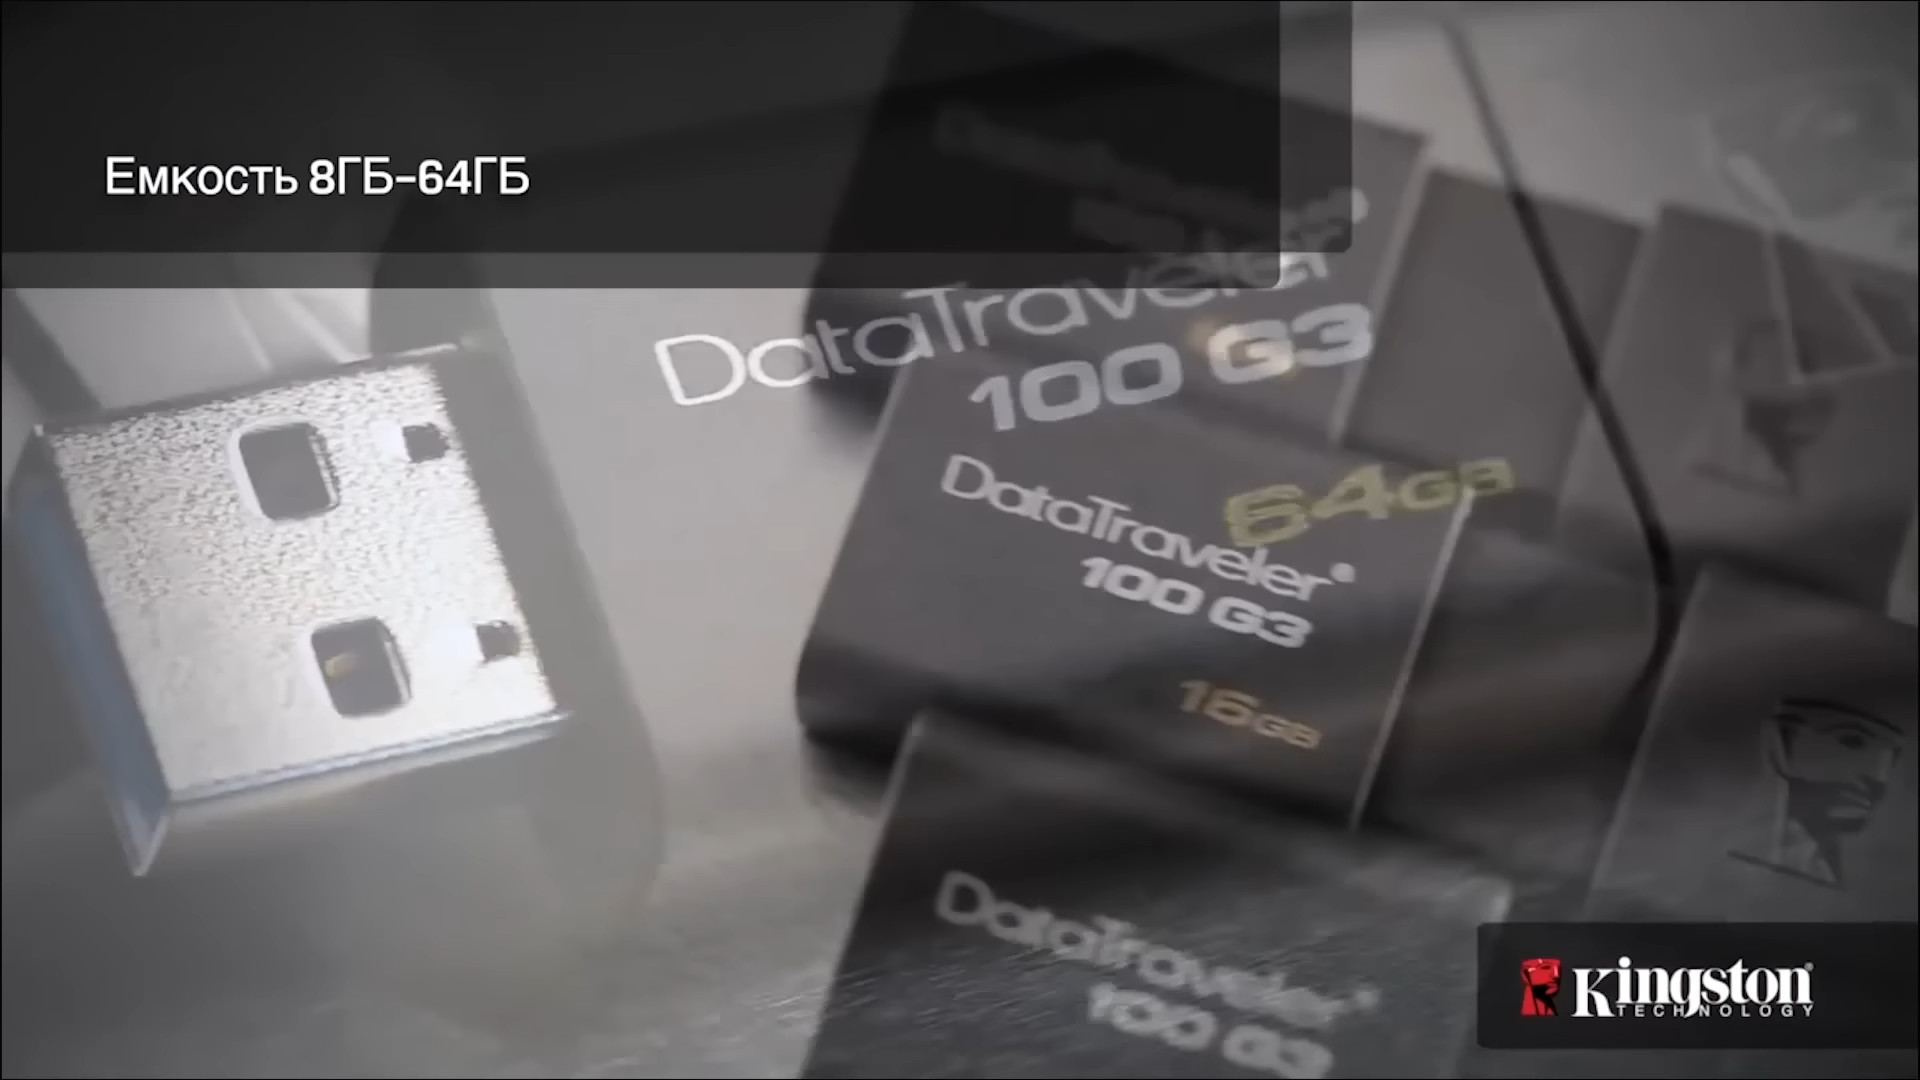 Емкость 8ГБ-64ГБ
DataTraveler®
100 G3
64GB
DataTraveler®
100 G3
16GB
DataTraveler®
100 G3
Kingston®
TECHNOLOGY